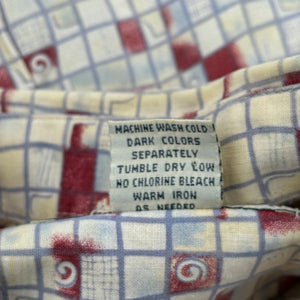 MACHINE WASH COLD
DARK COLORS
SEPARATELY
TUMBLE DRY LOW
NO CHLORINE BLEACH
WARM IRON
AS NEEDED